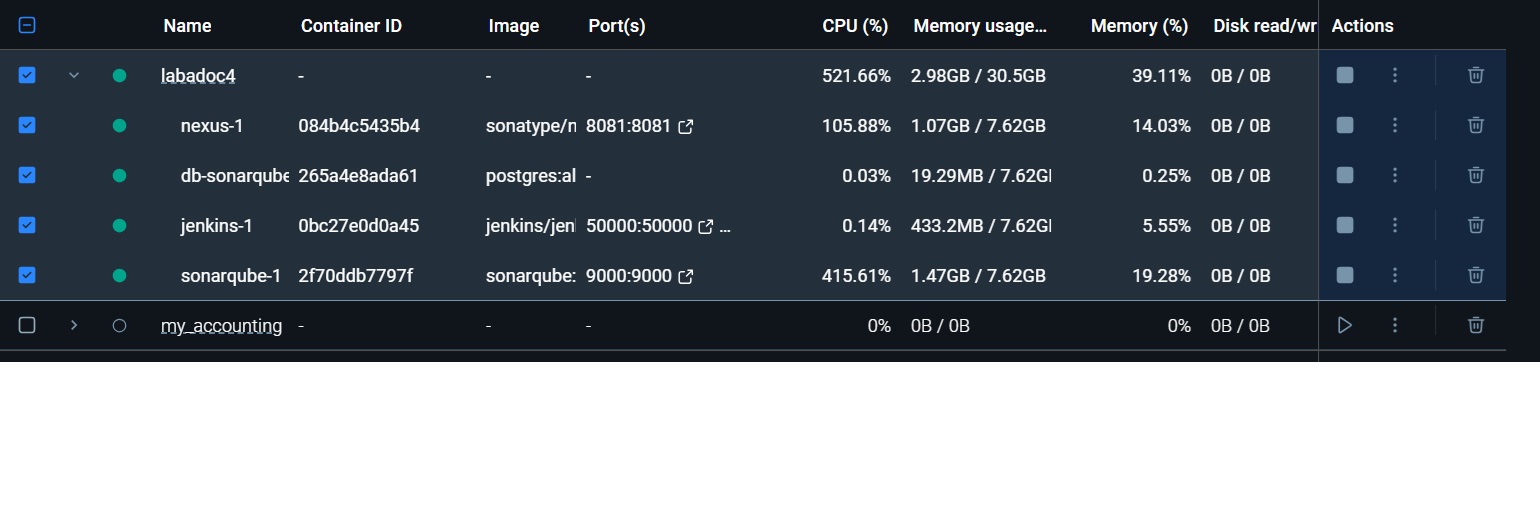 Name Container ID Image Port(s) CPU (%) Memory usage... Memory (%) Disk read/wr Actions
labadoc4 - - - 521.66% 2.98GB / 30.5GB 39.11% 0B / 0B
nexus-1 084b4c5435b4 sonatype/n 8081:8081 105.88% 1.07GB / 7.62GB 14.03% 0B / 0B
db-sonarqube 265a4e8ada61 postgres:al - 0.03% 19.29MB / 7.62G 0.25% 0B / 0B
jenkins-1 0bc27e0d0a45 jenkins/jen 50000:50000 ... 0.14% 433.2MB / 7.62G 5.55% 0B / 0B
sonarqube-1 2f70ddb7797f sonarqube: 9000:9000 415.61% 1.47GB / 7.62GB 19.28% 0B / 0B
my_accounting - - - 0% 0B / 0B 0% 0B / 0B